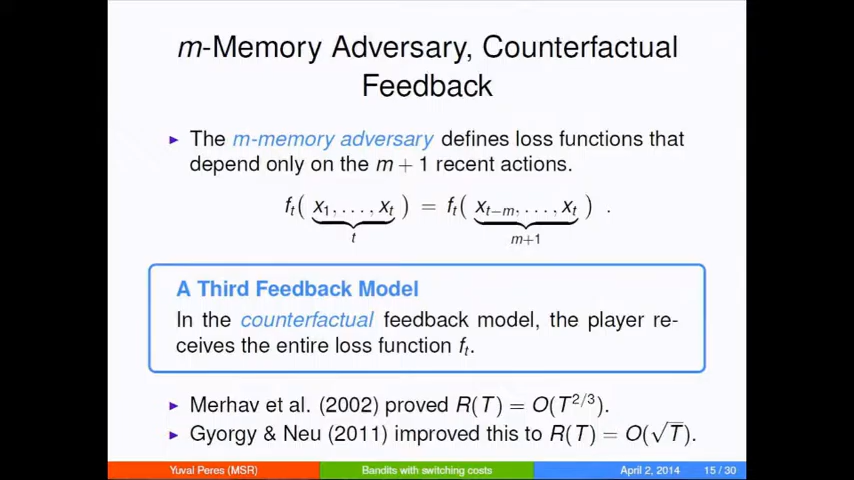 m-Memory Adversary, Counterfactual
Feedback
▶ The m-memory adversary defines loss functions that
depend only on the m + 1 recent actions.
f_t( x_1, . . . , x_t ) = f_t( x_{t−m}, . . . , x_t ) .
t m+1
A Third Feedback Model
In the counterfactual feedback model, the player re-
ceives the entire loss function f_t.
▶ Merhav et al. (2002) proved R(T) = O(T^{2/3}).
▶ Gyorgy & Neu (2011) improved this to R(T) = O(√T).
Yuval Peres (MSR) Bandits with switching costs April 2, 2014 15 / 30